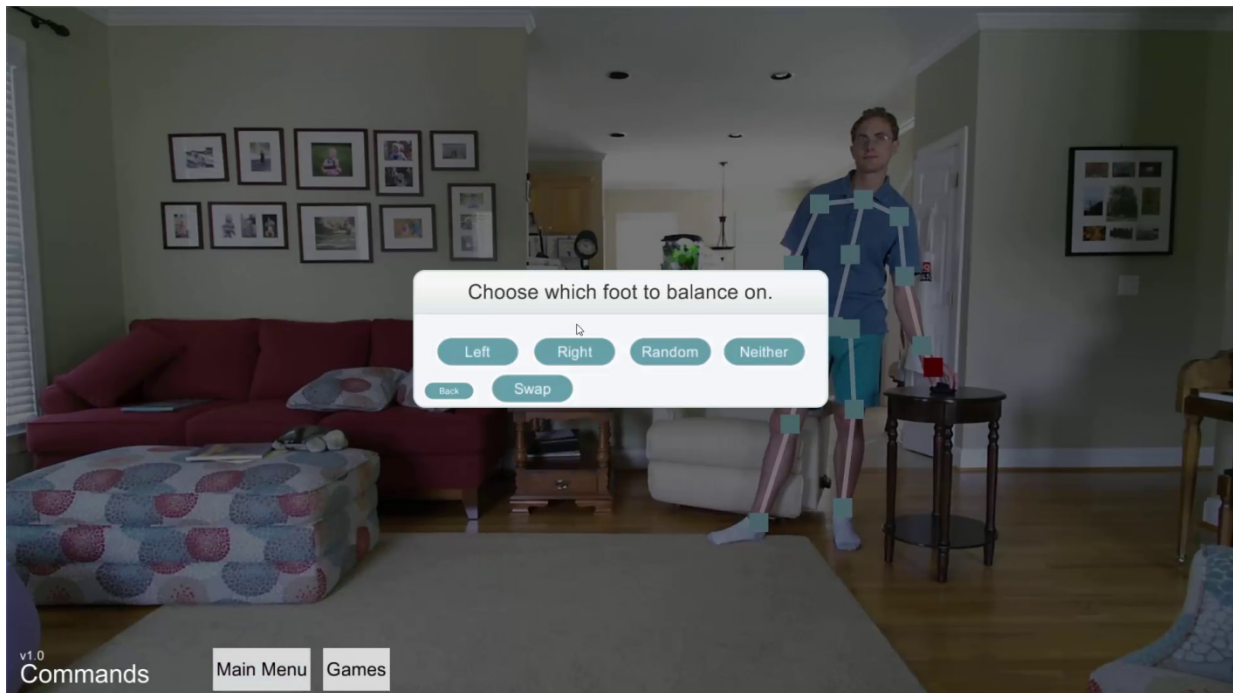 Choose which foot to balance on.
Left Right Random Neither
Back Swap
v1.0
Commands Main Menu Games